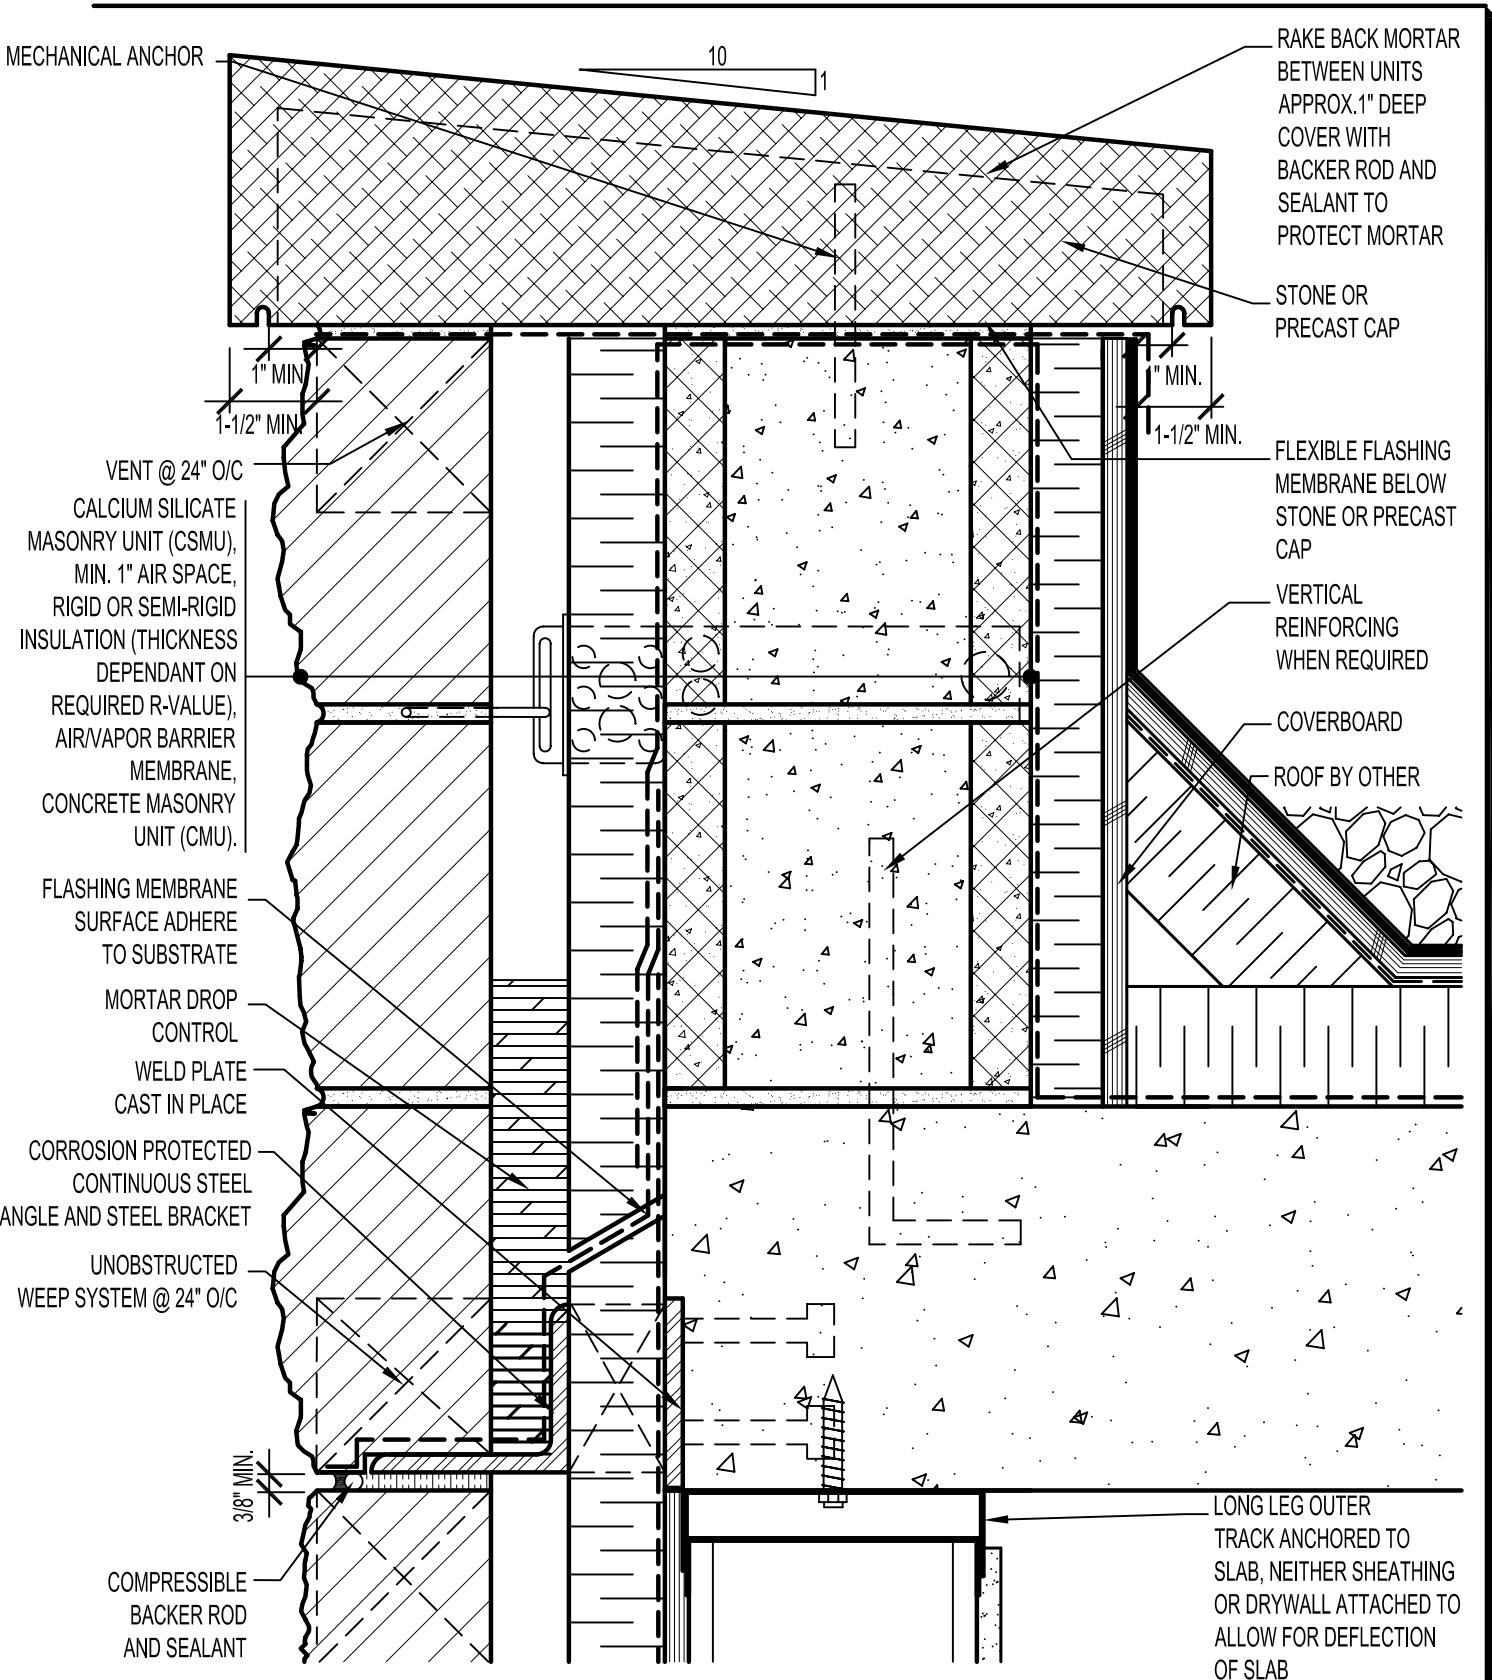 MECHANICAL ANCHOR
10
1
RAKE BACK MORTAR
BETWEEN UNITS
APPROX.1" DEEP
COVER WITH
BACKER ROD AND
SEALANT TO
PROTECT MORTAR
STONE OR
PRECAST CAP
1" MIN.
1-1/2" MIN.
" MIN.
1-1/2" MIN.
VENT @ 24" O/C
CALCIUM SILICATE
MASONRY UNIT (CSMU),
MIN. 1" AIR SPACE,
RIGID OR SEMI-RIGID
INSULATION (THICKNESS
DEPENDANT ON
REQUIRED R-VALUE),
AIR/VAPOR BARRIER
MEMBRANE,
CONCRETE MASONRY
UNIT (CMU).
FLASHING MEMBRANE
SURFACE ADHERE
TO SUBSTRATE
MORTAR DROP
CONTROL
WELD PLATE
CAST IN PLACE
CORROSION PROTECTED
CONTINUOUS STEEL
ANGLE AND STEEL BRACKET
UNOBSTRUCTED
WEEP SYSTEM @ 24" O/C
3/8" MIN.
COMPRESSIBLE
BACKER ROD
AND SEALANT
FLEXIBLE FLASHING
MEMBRANE BELOW
STONE OR PRECAST
CAP
VERTICAL
REINFORCING
WHEN REQUIRED
COVERBOARD
ROOF BY OTHER
LONG LEG OUTER
TRACK ANCHORED TO
SLAB, NEITHER SHEATHING
OR DRYWALL ATTACHED TO
ALLOW FOR DEFLECTION
OF SLAB